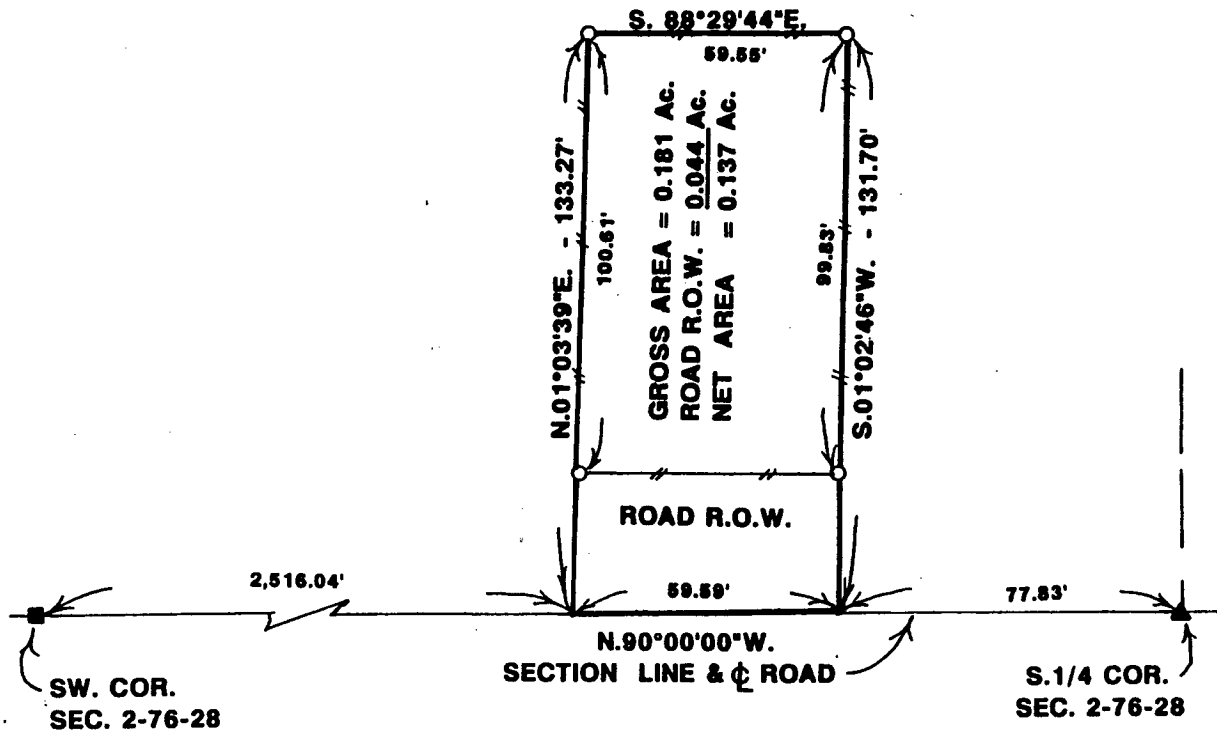 S. 88°29'44"E.
59.55'
N.01°03'39"E. - 133.27'
100.61'
GROSS AREA = 0.181 Ac.
ROAD R.O.W. = 0.044 Ac.
NET AREA = 0.137 Ac.
99.83'
S.01°02'46"W. - 131.70'
ROAD R.O.W.
2,516.04'
59.59'
77.83'
N.90°00'00"W.
SECTION LINE & ℄ ROAD
SW. COR.
SEC. 2-76-28
S.1/4 COR.
SEC. 2-76-28